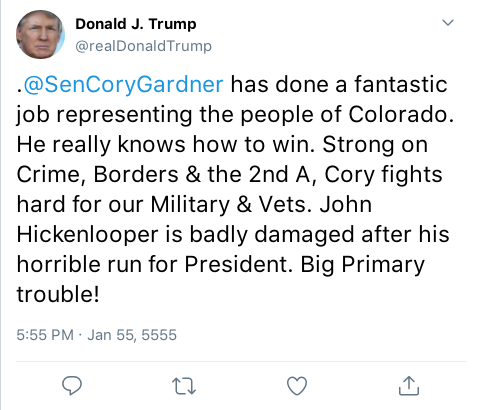 Donald J. Trump
@realDonaldTrump
.@SenCoryGardner has done a fantastic
job representing the people of Colorado.
He really knows how to win. Strong on
Crime, Borders & the 2nd A, Cory fights
hard for our Military & Vets. John
Hickenlooper is badly damaged after his
horrible run for President. Big Primary
trouble!
5:55 PM · Jan 55, 5555